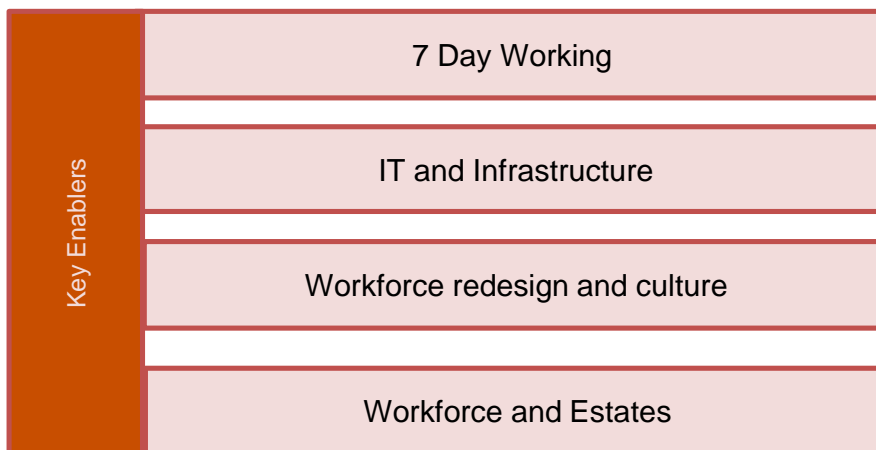 Key Enablers
7 Day Working
IT and Infrastructure
Workforce redesign and culture
Workforce and Estates